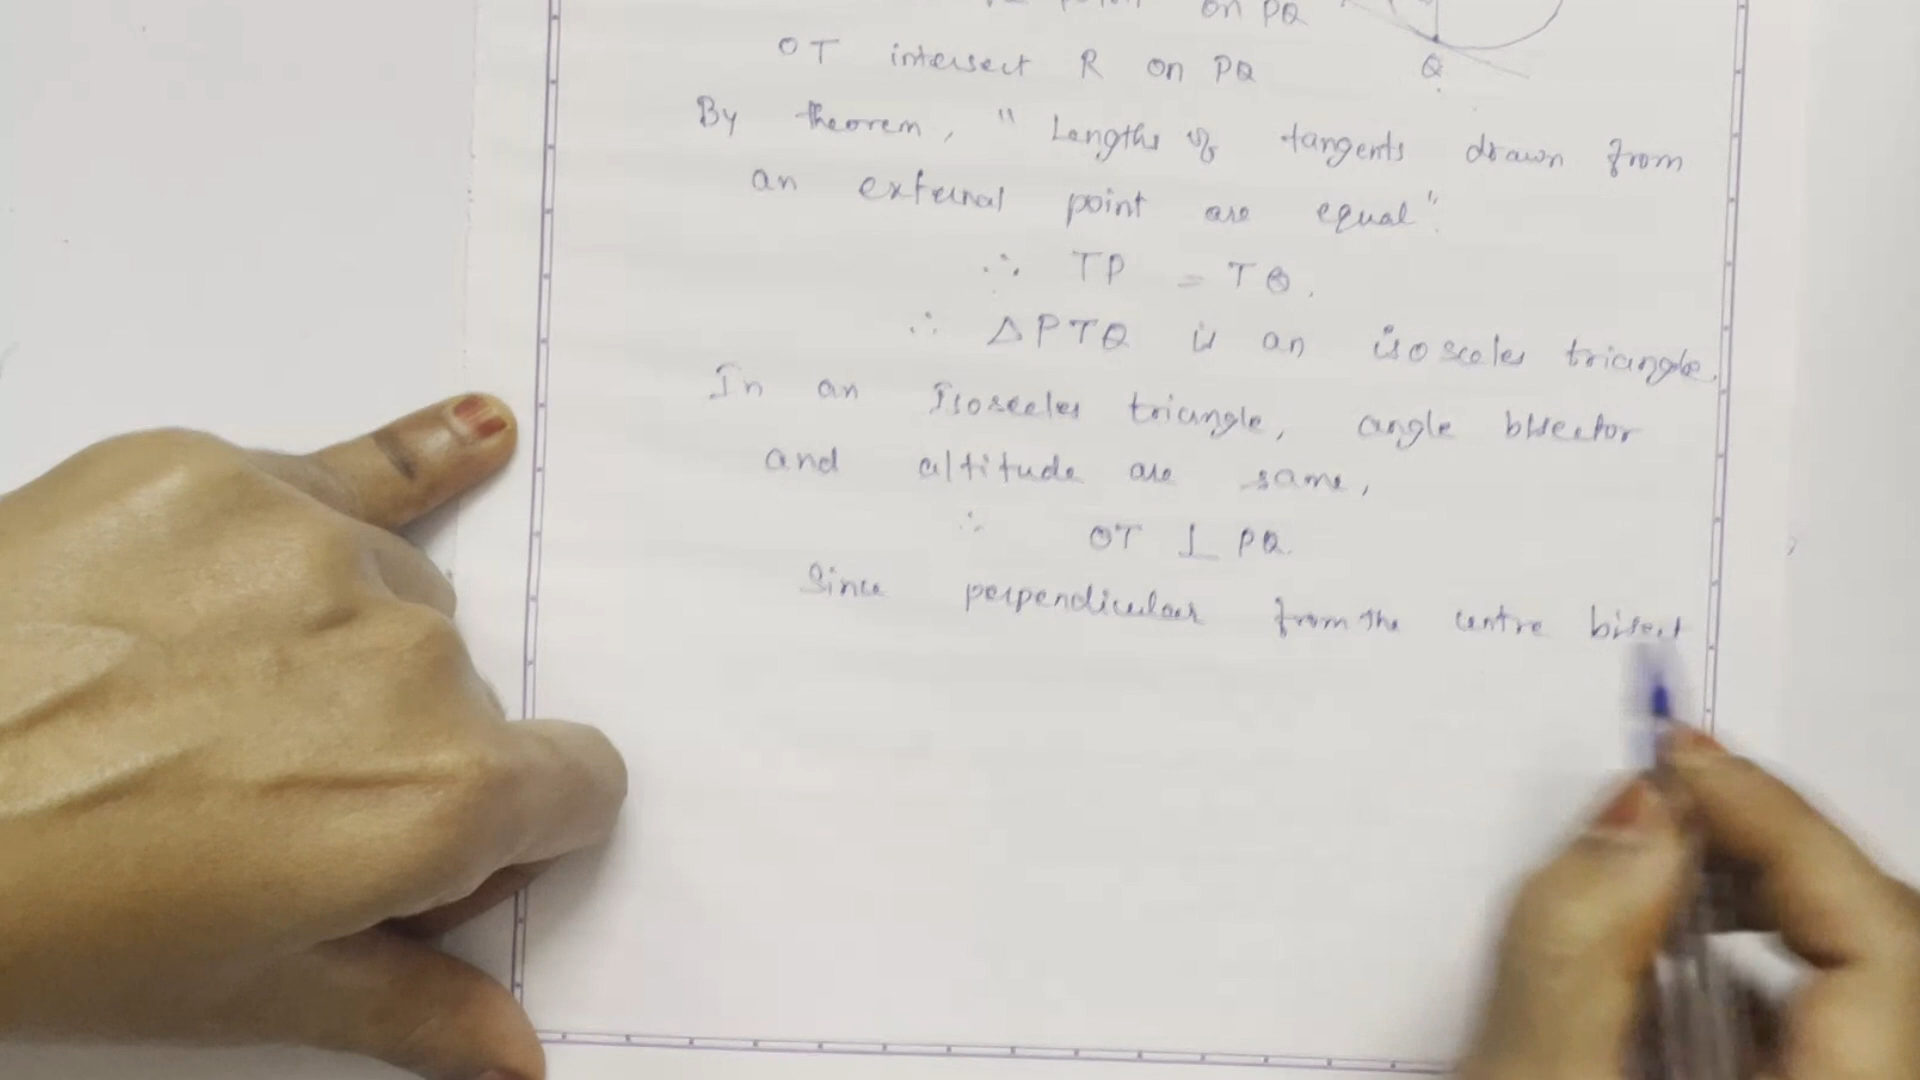 on PQ
OT intersect R on PQ
Q
By theorem, " Lengths of tangents drawn from
an external point are equal".
∴ TP = TQ.
∴ △PTQ is an isosceles triangle.
In an Isosceles triangle, angle bisector
and altitude are same,
∴ OT ⊥ PQ.
Since perpendicular from the centre bisect